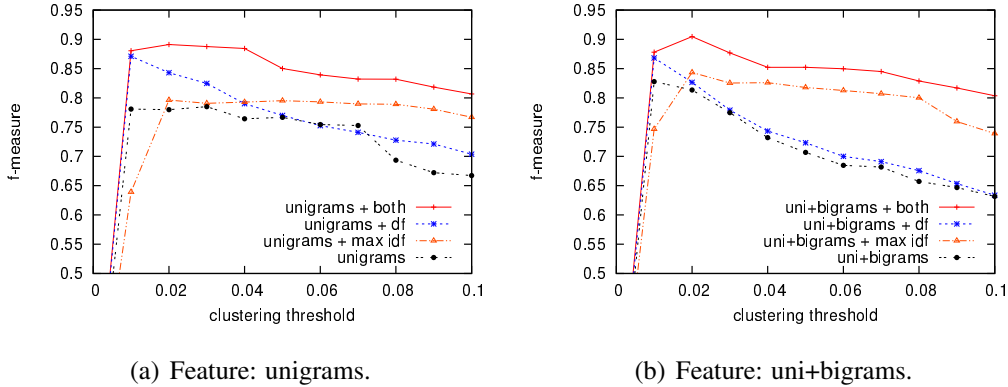 0.95
0.9
0.85
0.8
0.75
0.7
0.65
0.6
0.55
0.5
f-measure
0 0.02 0.04 0.06 0.08 0.1
clustering threshold
unigrams + both
unigrams + df
unigrams + max idf
unigrams
(a) Feature: unigrams.
0.95
0.9
0.85
0.8
0.75
0.7
0.65
0.6
0.55
0.5
f-measure
0 0.02 0.04 0.06 0.08 0.1
clustering threshold
uni+bigrams + both
uni+bigrams + df
uni+bigrams + max idf
uni+bigrams
(b) Feature: uni+bigrams.